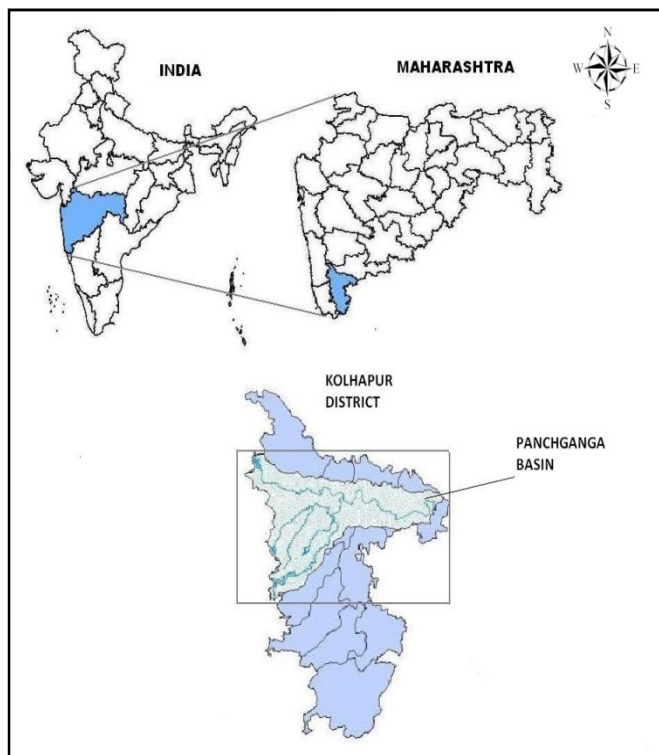 INDIA
MAHARASHTRA
N
W
E
S
KOLHAPUR
DISTRICT
PANCHGANGA
BASIN